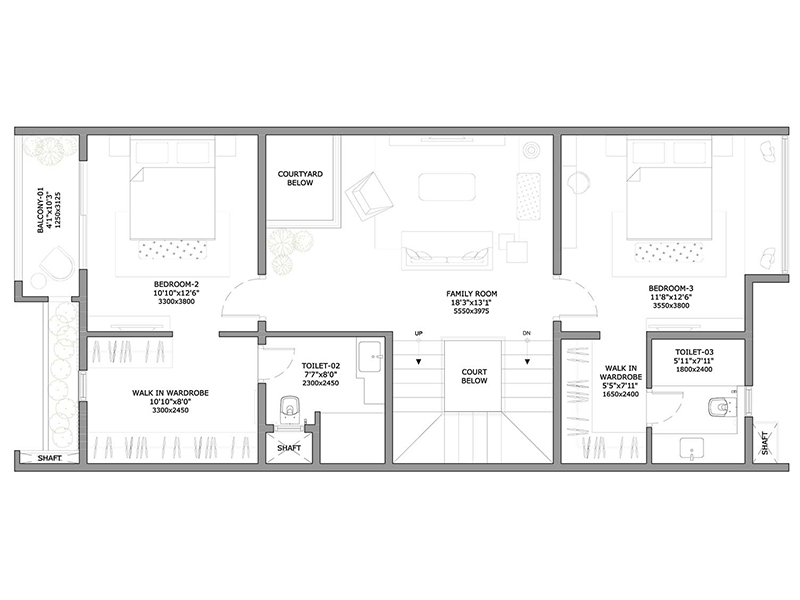 BALCONY-01
4'1"x10'3"
1250x3125
BEDROOM-2
10'10"x12'6"
3300x3800
COURTYARD
BELOW
FAMILY ROOM
18'3"x13'1"
5550x3975
BEDROOM-3
11'8"x12'6"
3550x3800
UP
DN
WALK IN WARDROBE
10'10"x8'0"
3300x2450
TOILET-02
7'7"x8'0"
2300x2450
COURT
BELOW
WALK IN
WARDROBE
5'5"x7'11"
1650x2400
TOILET-03
5'11"x7'11"
1800x2400
SHAFT
SHAFT
SHAFT